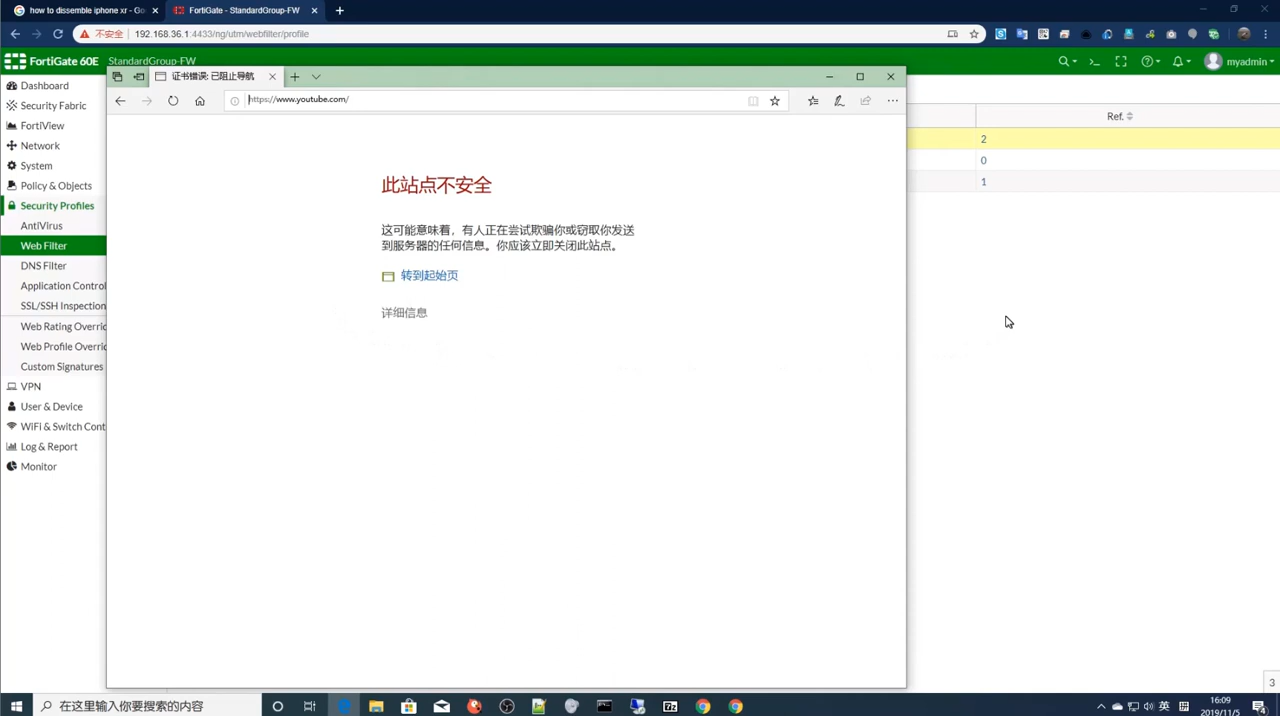 how to dissemble iphone xr - Go
FortiGate - StandardGroup-FW
不安全
192.168.36.1:4433/ng/utm/webfilter/profile
FortiGate 60E
StandardGroup-FW
myadmin
证书错误: 已阻止导航
https://www.youtube.com/
Dashboard
Security Fabric
FortiView
Network
System
Policy & Objects
Security Profiles
AntiVirus
Web Filter
DNS Filter
Application Control
SSL/SSH Inspection
Web Rating Overrid
Web Profile Overrid
Custom Signatures
VPN
User & Device
WiFi & Switch Cont
Log & Report
Monitor
此站点不安全
这可能意味着，有人正在尝试欺骗你或窃取你发送
到服务器的任何信息。你应该立即关闭此站点。
转到起始页
详细信息
Ref.
2
0
1
3
在这里输入你要搜索的内容
英
拼
16:09
2019/11/5